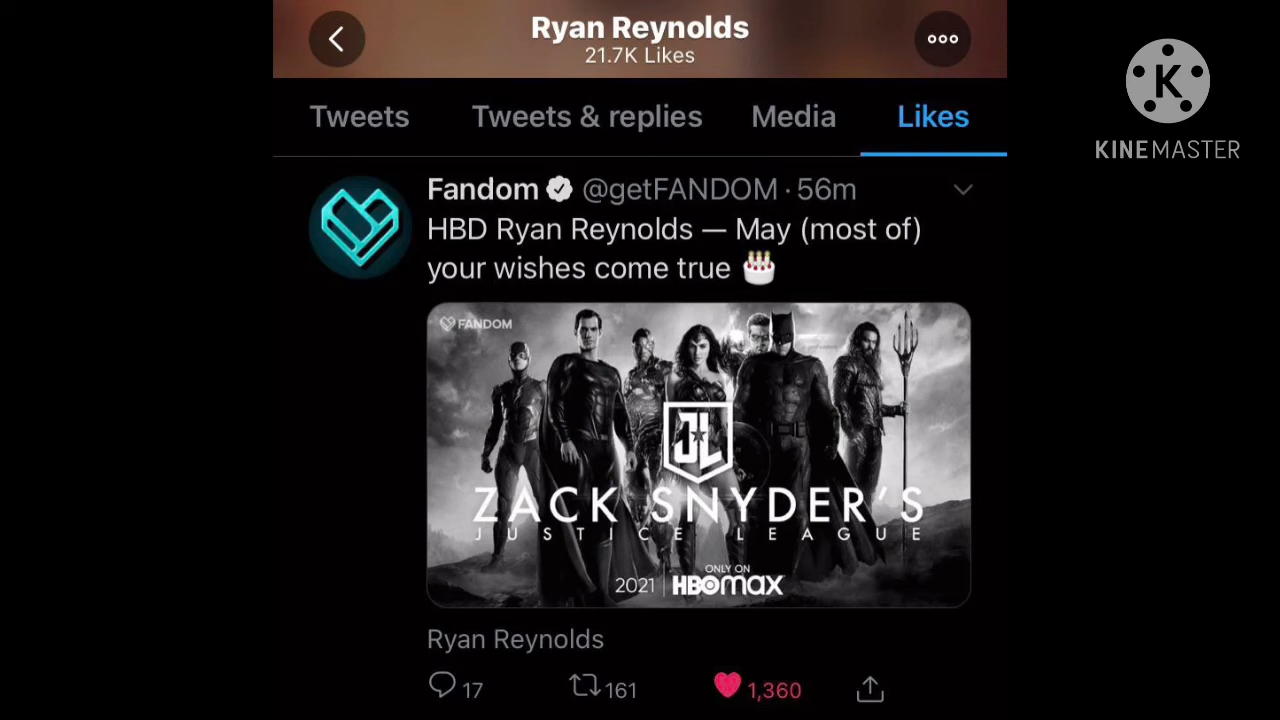 Ryan Reynolds
21.7K Likes
Tweets Tweets & replies Media Likes
Fandom @getFANDOM · 56m
HBD Ryan Reynolds — May (most of)
your wishes come true
FANDOM
JL
ZACK SNYDER'S
JUSTICE LEAGUE
ONLY ON
2021 | HBOMAX
Ryan Reynolds
17 161 1,360
K
KINEMASTER